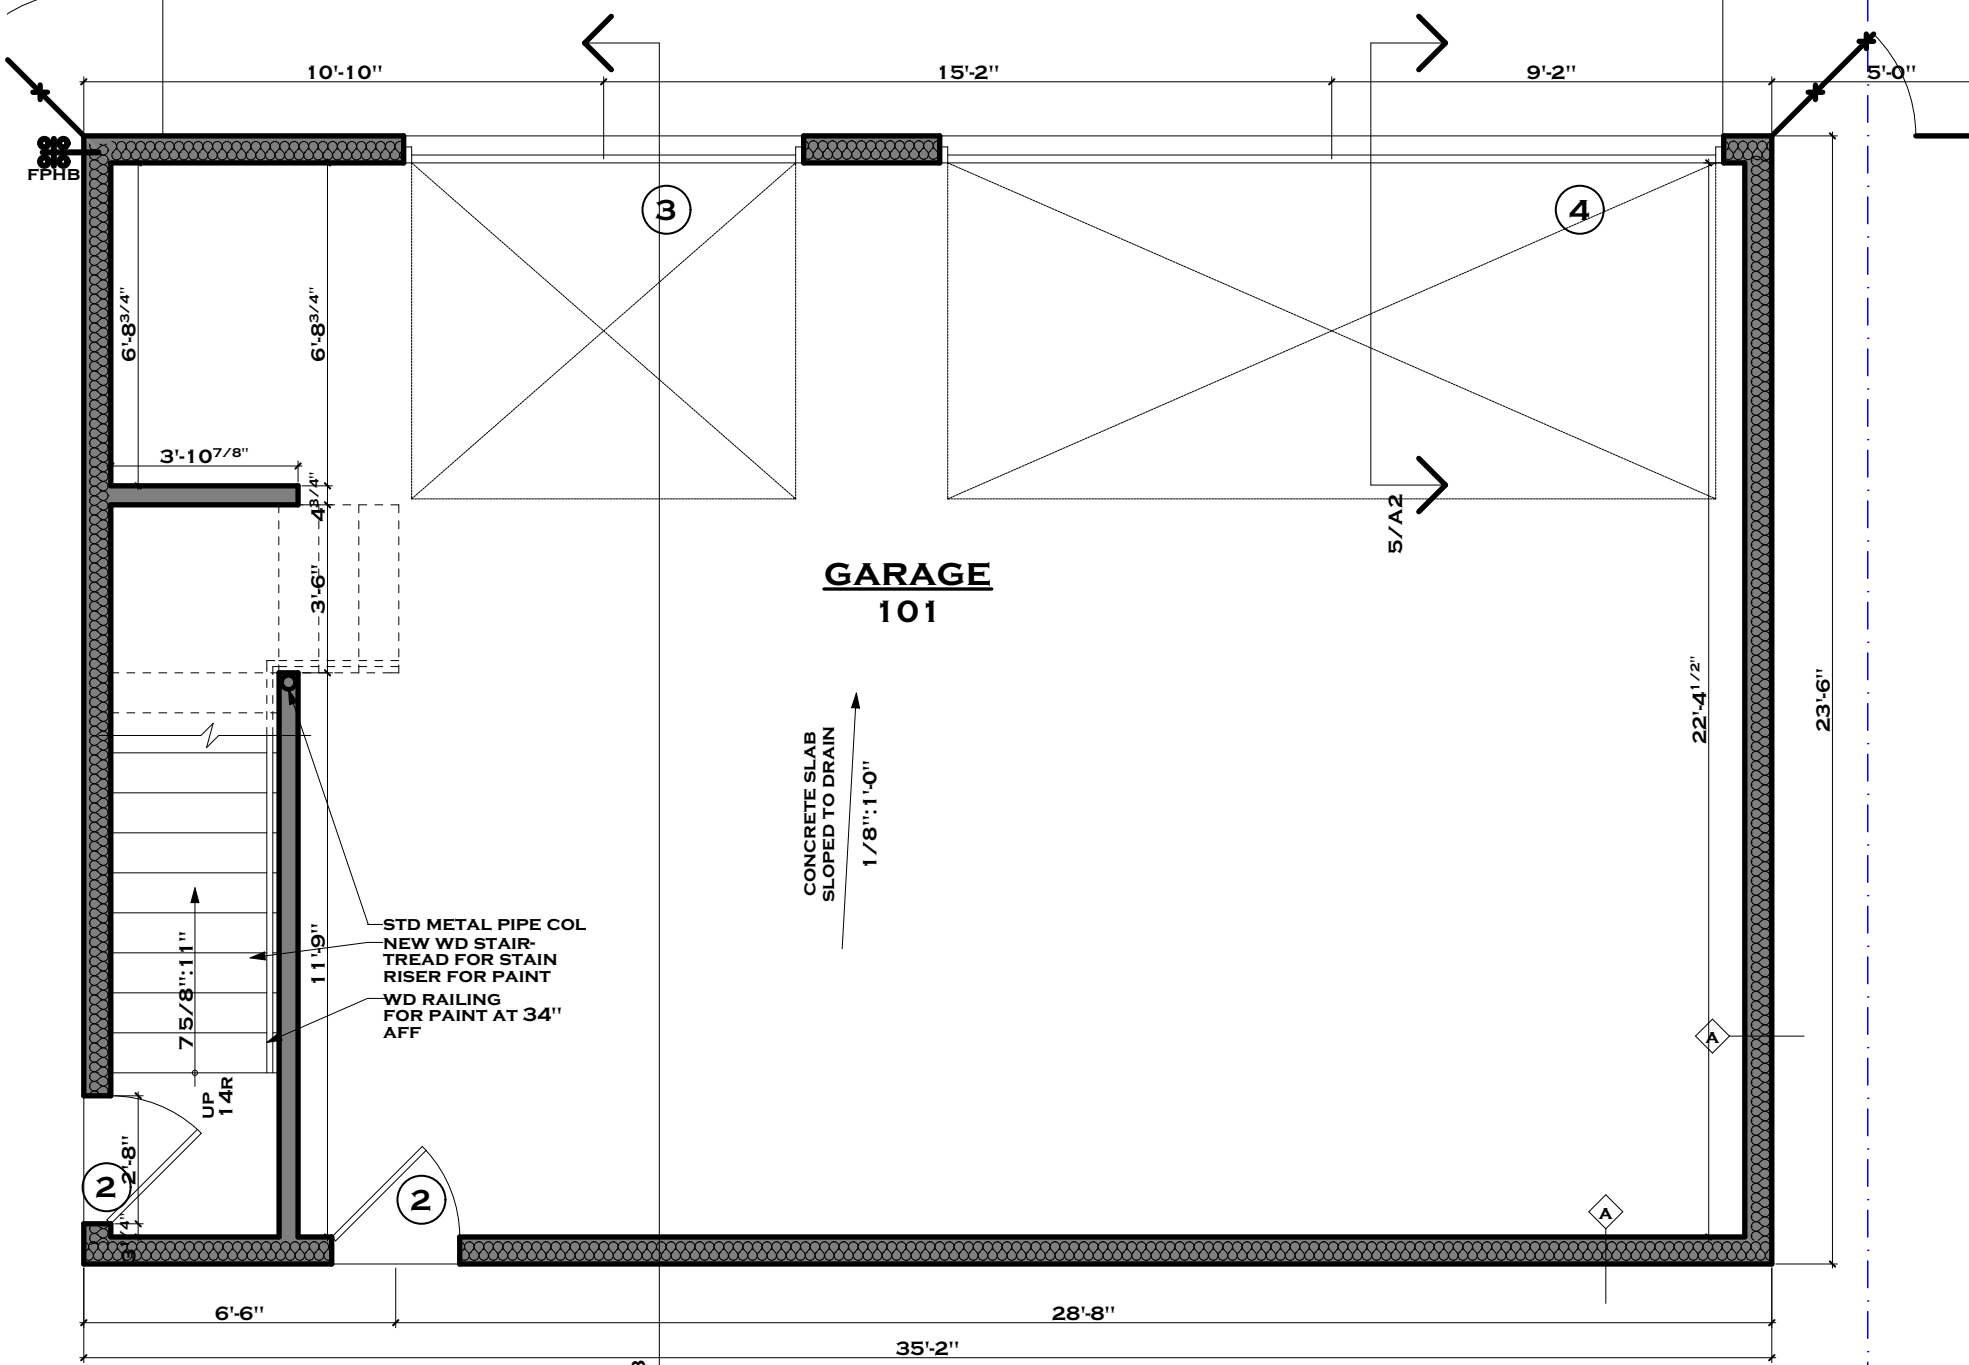 10'-10"
15'-2"
9'-2"
5'-0"
FPHB
3
4
6'-8 3/4"
6'-8 3/4"
3'-10 7/8"
4 3/4"
3'-6"
5/A2
GARAGE
101
22'-4 1/2"
23'-6"
CONCRETE SLAB
SLOPED TO DRAIN
1/8":1'-0"
STD METAL PIPE COL
NEW WD STAIR-
TREAD FOR STAIN
RISER FOR PAINT
WD RAILING
FOR PAINT AT 34"
AFF
11'-9"
7 5/8":11"
UP
14R
2'-8"
2
2
A
A
6'-6"
28'-8"
35'-2"